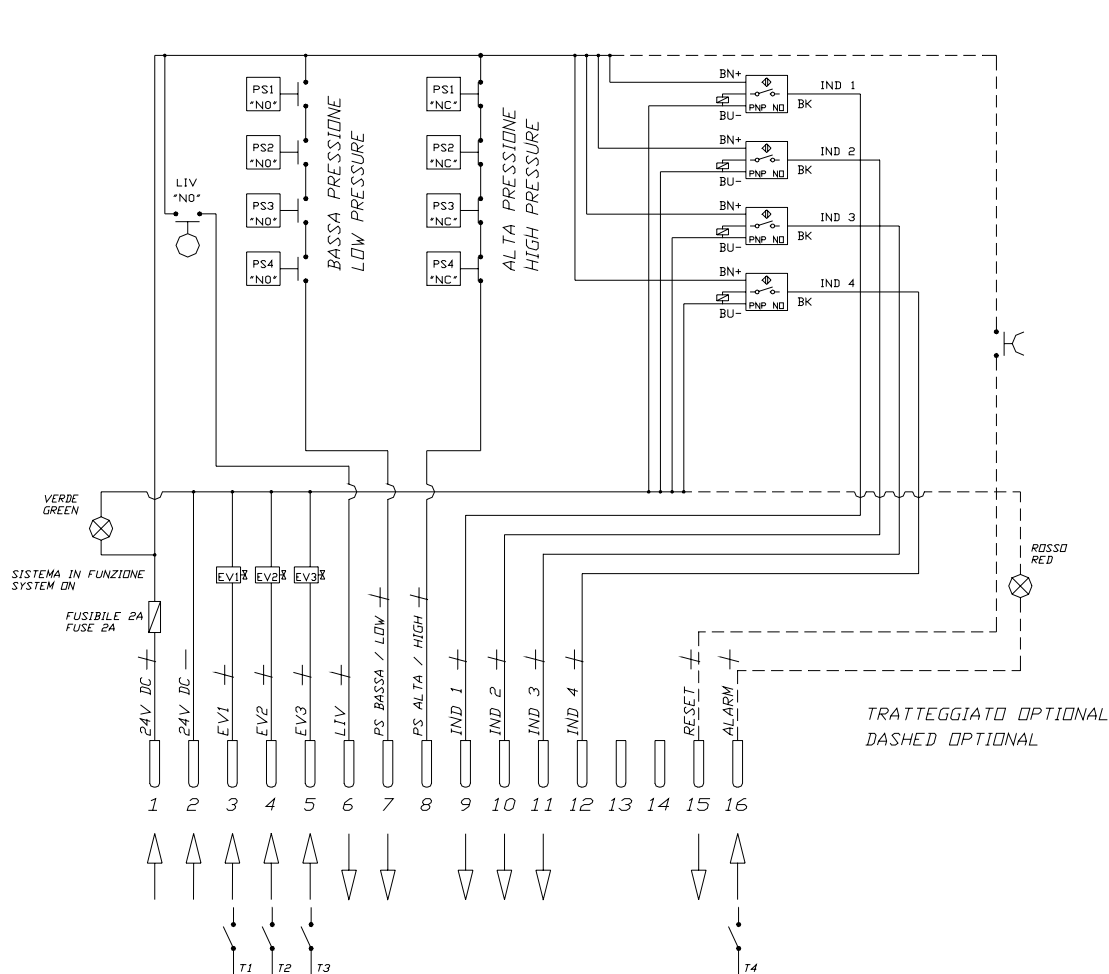 PS1
"NO"
PS2
"NO"
PS3
"NO"
PS4
"NO"
BASSA PRESSIONE
LOW PRESSURE
PS1
"NC"
PS2
"NC"
PS3
"NC"
PS4
"NC"
ALTA PRESSIONE
HIGH PRESSURE
LIV
"NO"
BN+
IND 1
BK
PNP NO
BU-
BN+
IND 2
BK
PNP NO
BU-
BN+
IND 3
BK
PNP NO
BU-
BN+
IND 4
BK
PNP NO
BU-
VERDE
GREEN
SISTEMA IN FUNZIONE
SYSTEM ON
FUSIBILE 2A
FUSE 2A
EV1
EV2
EV3
ROSSO
RED
24V DC +
24V DC -
EV1 +
EV2 +
EV3 +
LIV +
PS BASSA / LOW +
PS ALTA / HIGH +
IND 1 +
IND 2 +
IND 3 +
IND 4 +
RESET +
ALARM +
TRATTEGGIATO OPTIONAL
DASHED OPTIONAL
1 2 3 4 5 6 7 8 9 10 11 12 13 14 15 16
T1 T2 T3 T4